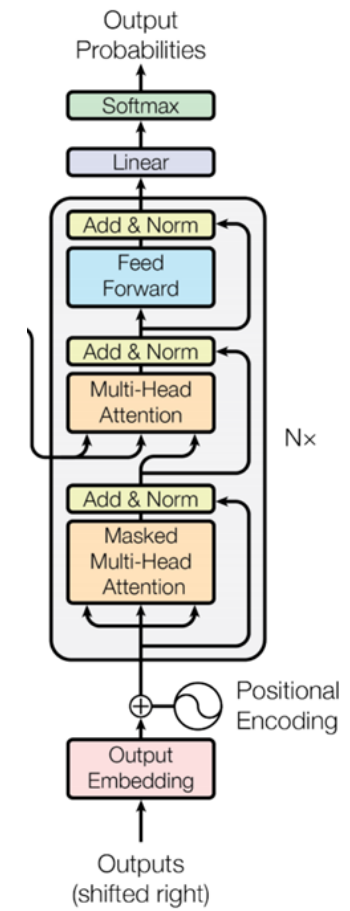 Output
Probabilities
Softmax
Linear
Add & Norm
Feed
Forward
Add & Norm
Multi-Head
Attention
N×
Add & Norm
Masked
Multi-Head
Attention
Positional
Encoding
Output
Embedding
Outputs
(shifted right)